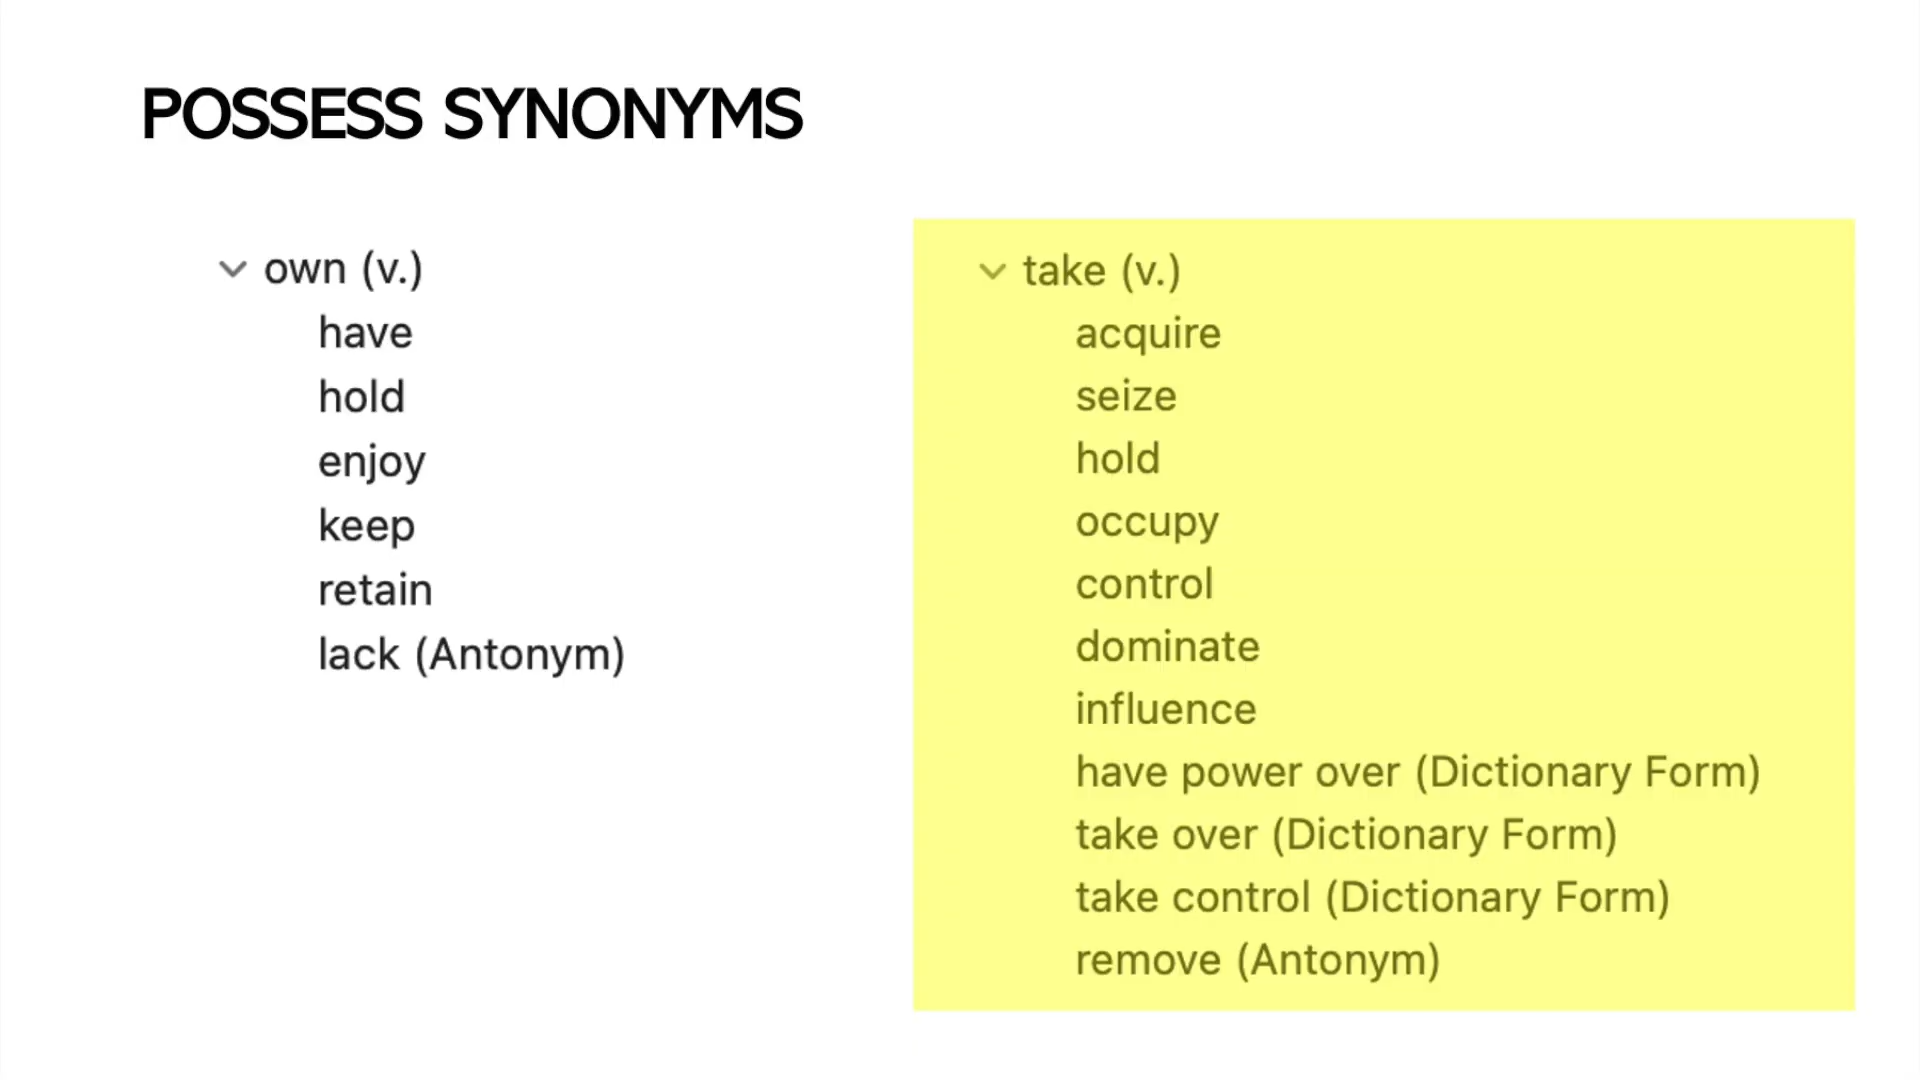 POSSESS SYNONYMS
own (v.)
have
hold
enjoy
keep
retain
lack (Antonym)
take (v.)
acquire
seize
hold
occupy
control
dominate
influence
have power over (Dictionary Form)
take over (Dictionary Form)
take control (Dictionary Form)
remove (Antonym)